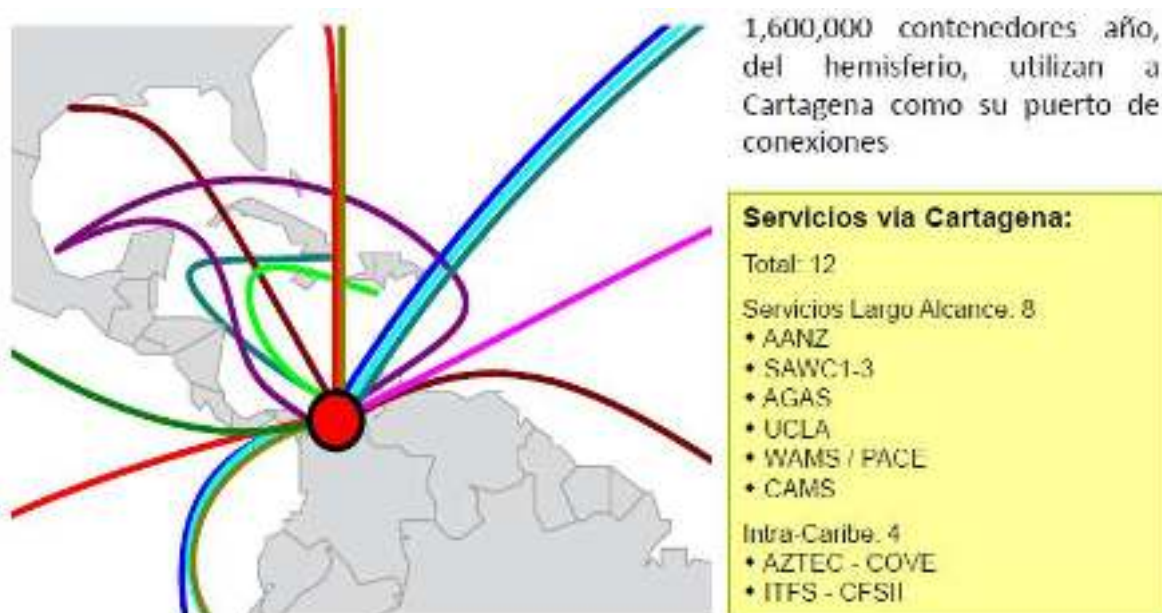 1,600,000 contenedores año,
del hemisferio, utilizan a
Cartagena como su puerto de
conexiones
Servicios via Cartagena:
Total: 12
Servicios Largo Alcance: 8
• AANZ
• SAWC1-3
• AGAS
• UCLA
• WAMS / PACE
• CAMS
Intra-Caribe: 4
• AZTEC - COVE
• ITFS - CFSII